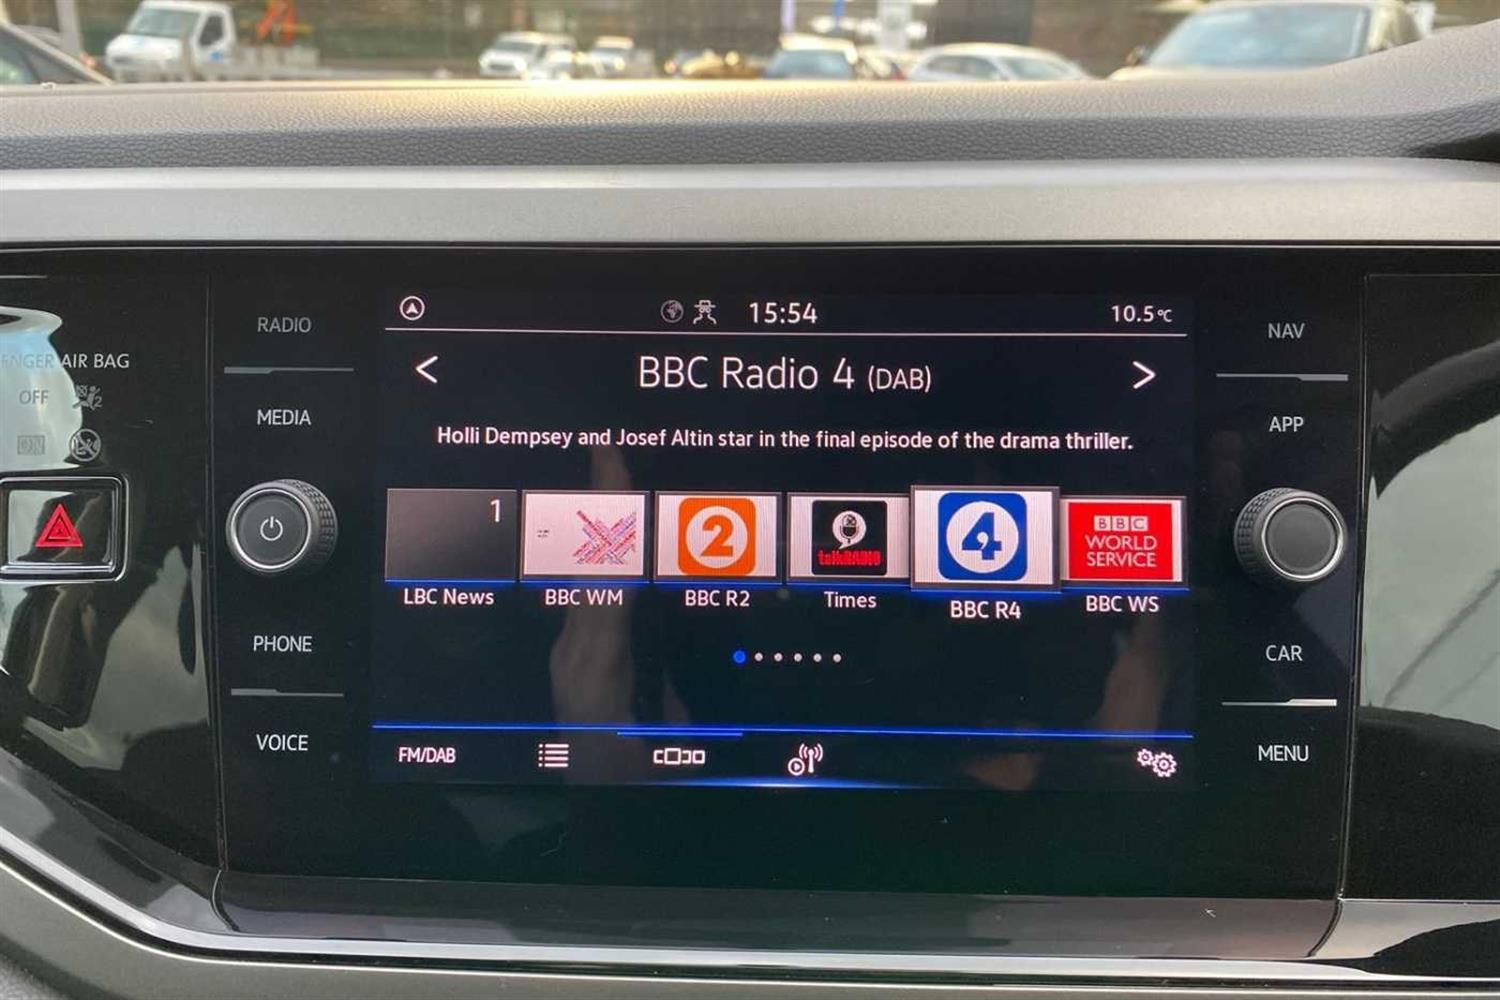 15:54
10.5°C
RADIO
NAV
BBC Radio 4 (DAB)
AIR BAG
OFF
MEDIA
APP
Holli Dempsey and Josef Altin star in the final episode of the drama thriller.
ON
1
2
talkRADIO
4
BBC
WORLD
SERVICE
LBC News
BBC WM
BBC R2
Times
BBC R4
BBC WS
PHONE
CAR
VOICE
FM/DAB
MENU